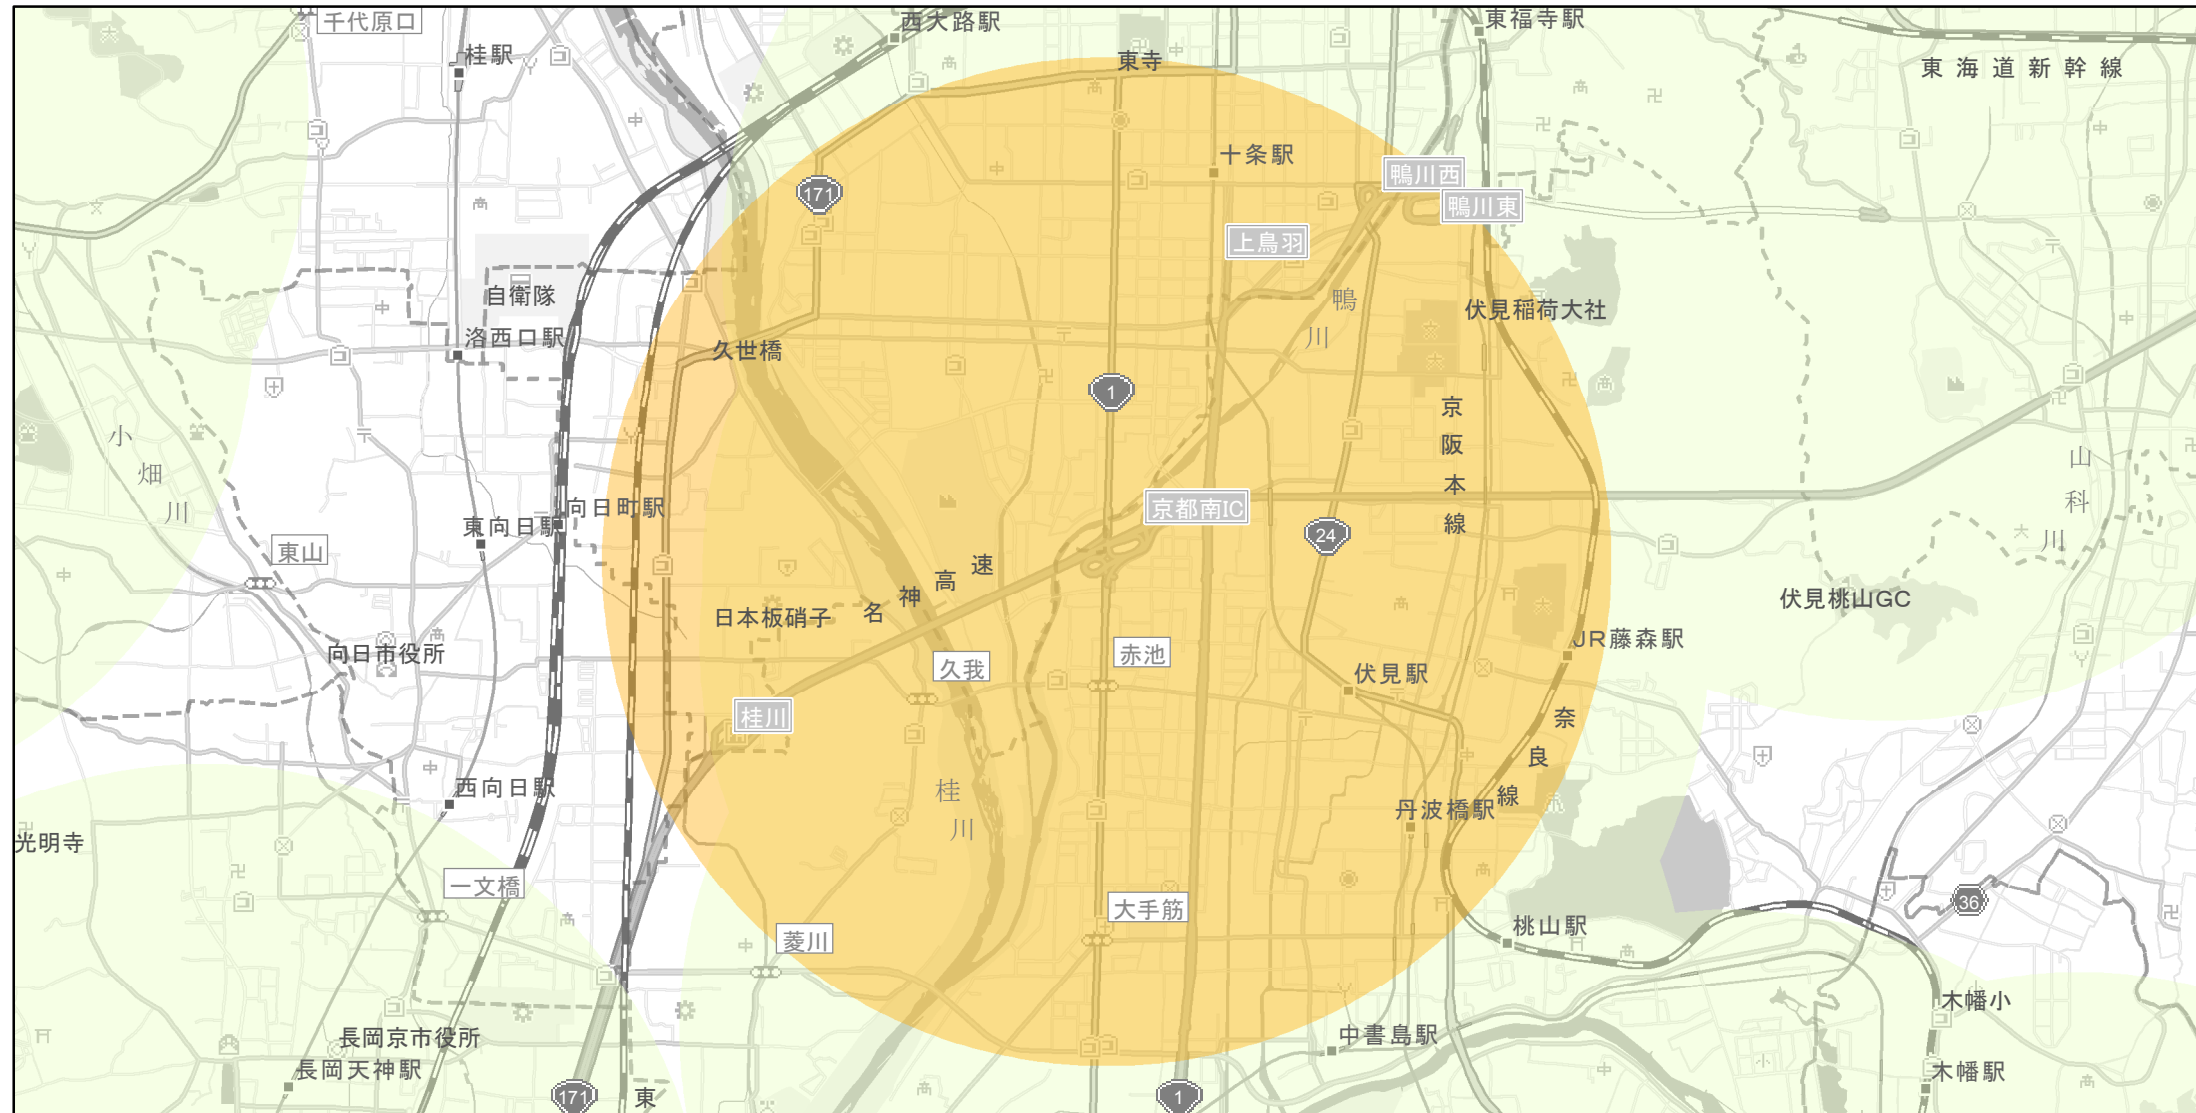 千代原口
西大路駅
東福寺駅
桂駅
東寺
東海道新幹線
十条駅
鴨川西
171
鴨川東
上鳥羽
自衛隊
鴨川
伏見稲荷大社
洛西口駅
久世橋
1
京阪本線
小畑川
山科川
向日町駅
京都南IC
東向日駅
24
東山
名神高速
伏見桃山GC
日本板硝子
向日市役所
久我
赤池
JR藤森駅
伏見駅
桂川
奈良線
西向日駅
桂川
丹波橋駅
光明寺
一文橋
大手筋
36
菱川
桃山駅
木幡小
長岡京市役所
中書島駅
長岡天神駅
木幡駅
171
東
1